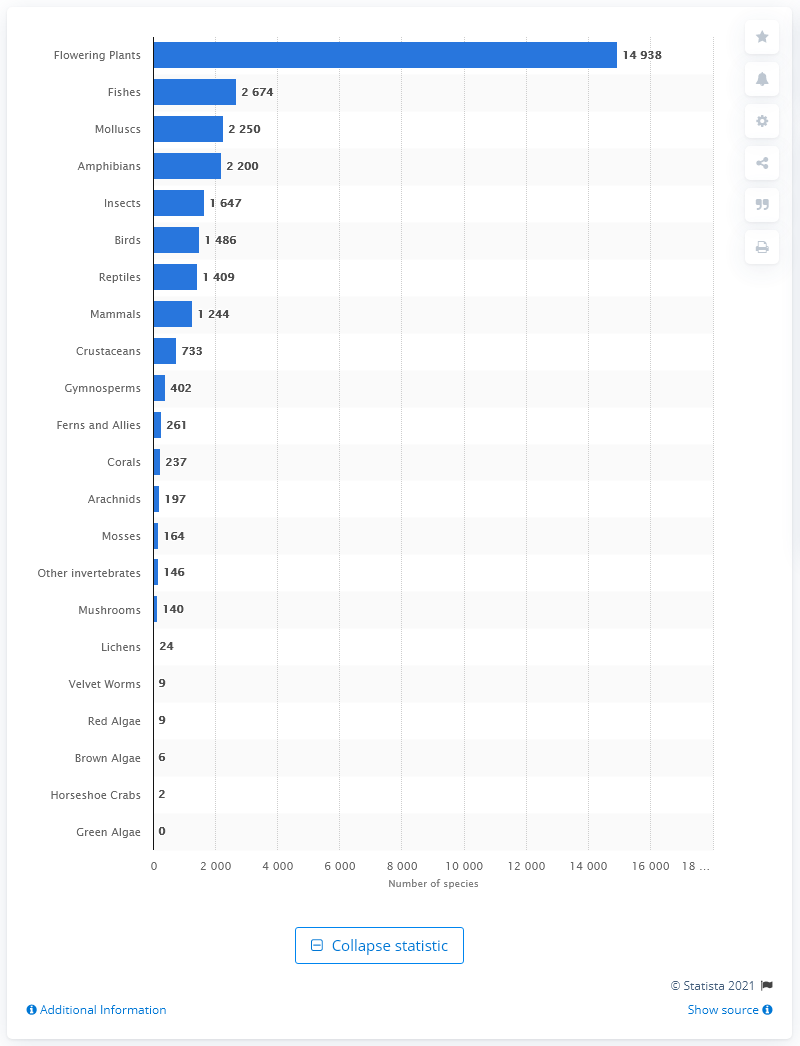 Flowering Plants 14 938
Fishes 2 674
Molluscs 2 250
Amphibians 2 200
Insects 1 647
Birds 1 486
Reptiles 1 409
Mammals 1 244
Crustaceans 733
Gymnosperms 402
Ferns and Allies 261
Corals 237
Arachnids 197
Mosses 164
Other invertebrates 146
Mushrooms 140
Lichens 24
Velvet Worms 9
Red Algae 9
Brown Algae 6
Horseshoe Crabs 2
Green Algae 0
0 2 000 4 000 6 000 8 000 10 000 12 000 14 000 16 000 18 ...
Number of species
Collapse statistic
© Statista 2021
Additional Information Show source